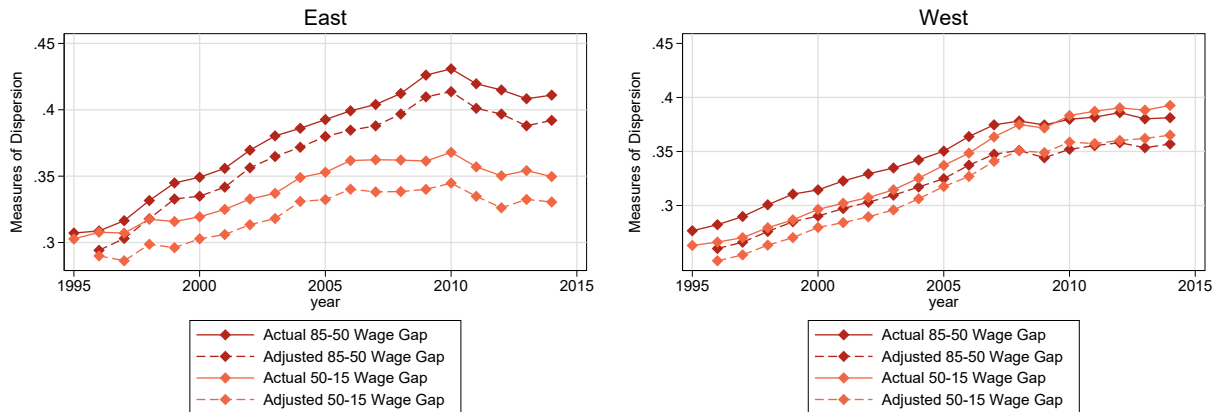 East
Measures of Dispersion
.45
.4
.35
.3
1995
2000
2005
2010
2015
year
Actual 85-50 Wage Gap
Adjusted 85-50 Wage Gap
Actual 50-15 Wage Gap
Adjusted 50-15 Wage Gap
West
Measures of Dispersion
.45
.4
.35
.3
1995
2000
2005
2010
2015
year
Actual 85-50 Wage Gap
Adjusted 85-50 Wage Gap
Actual 50-15 Wage Gap
Adjusted 50-15 Wage Gap